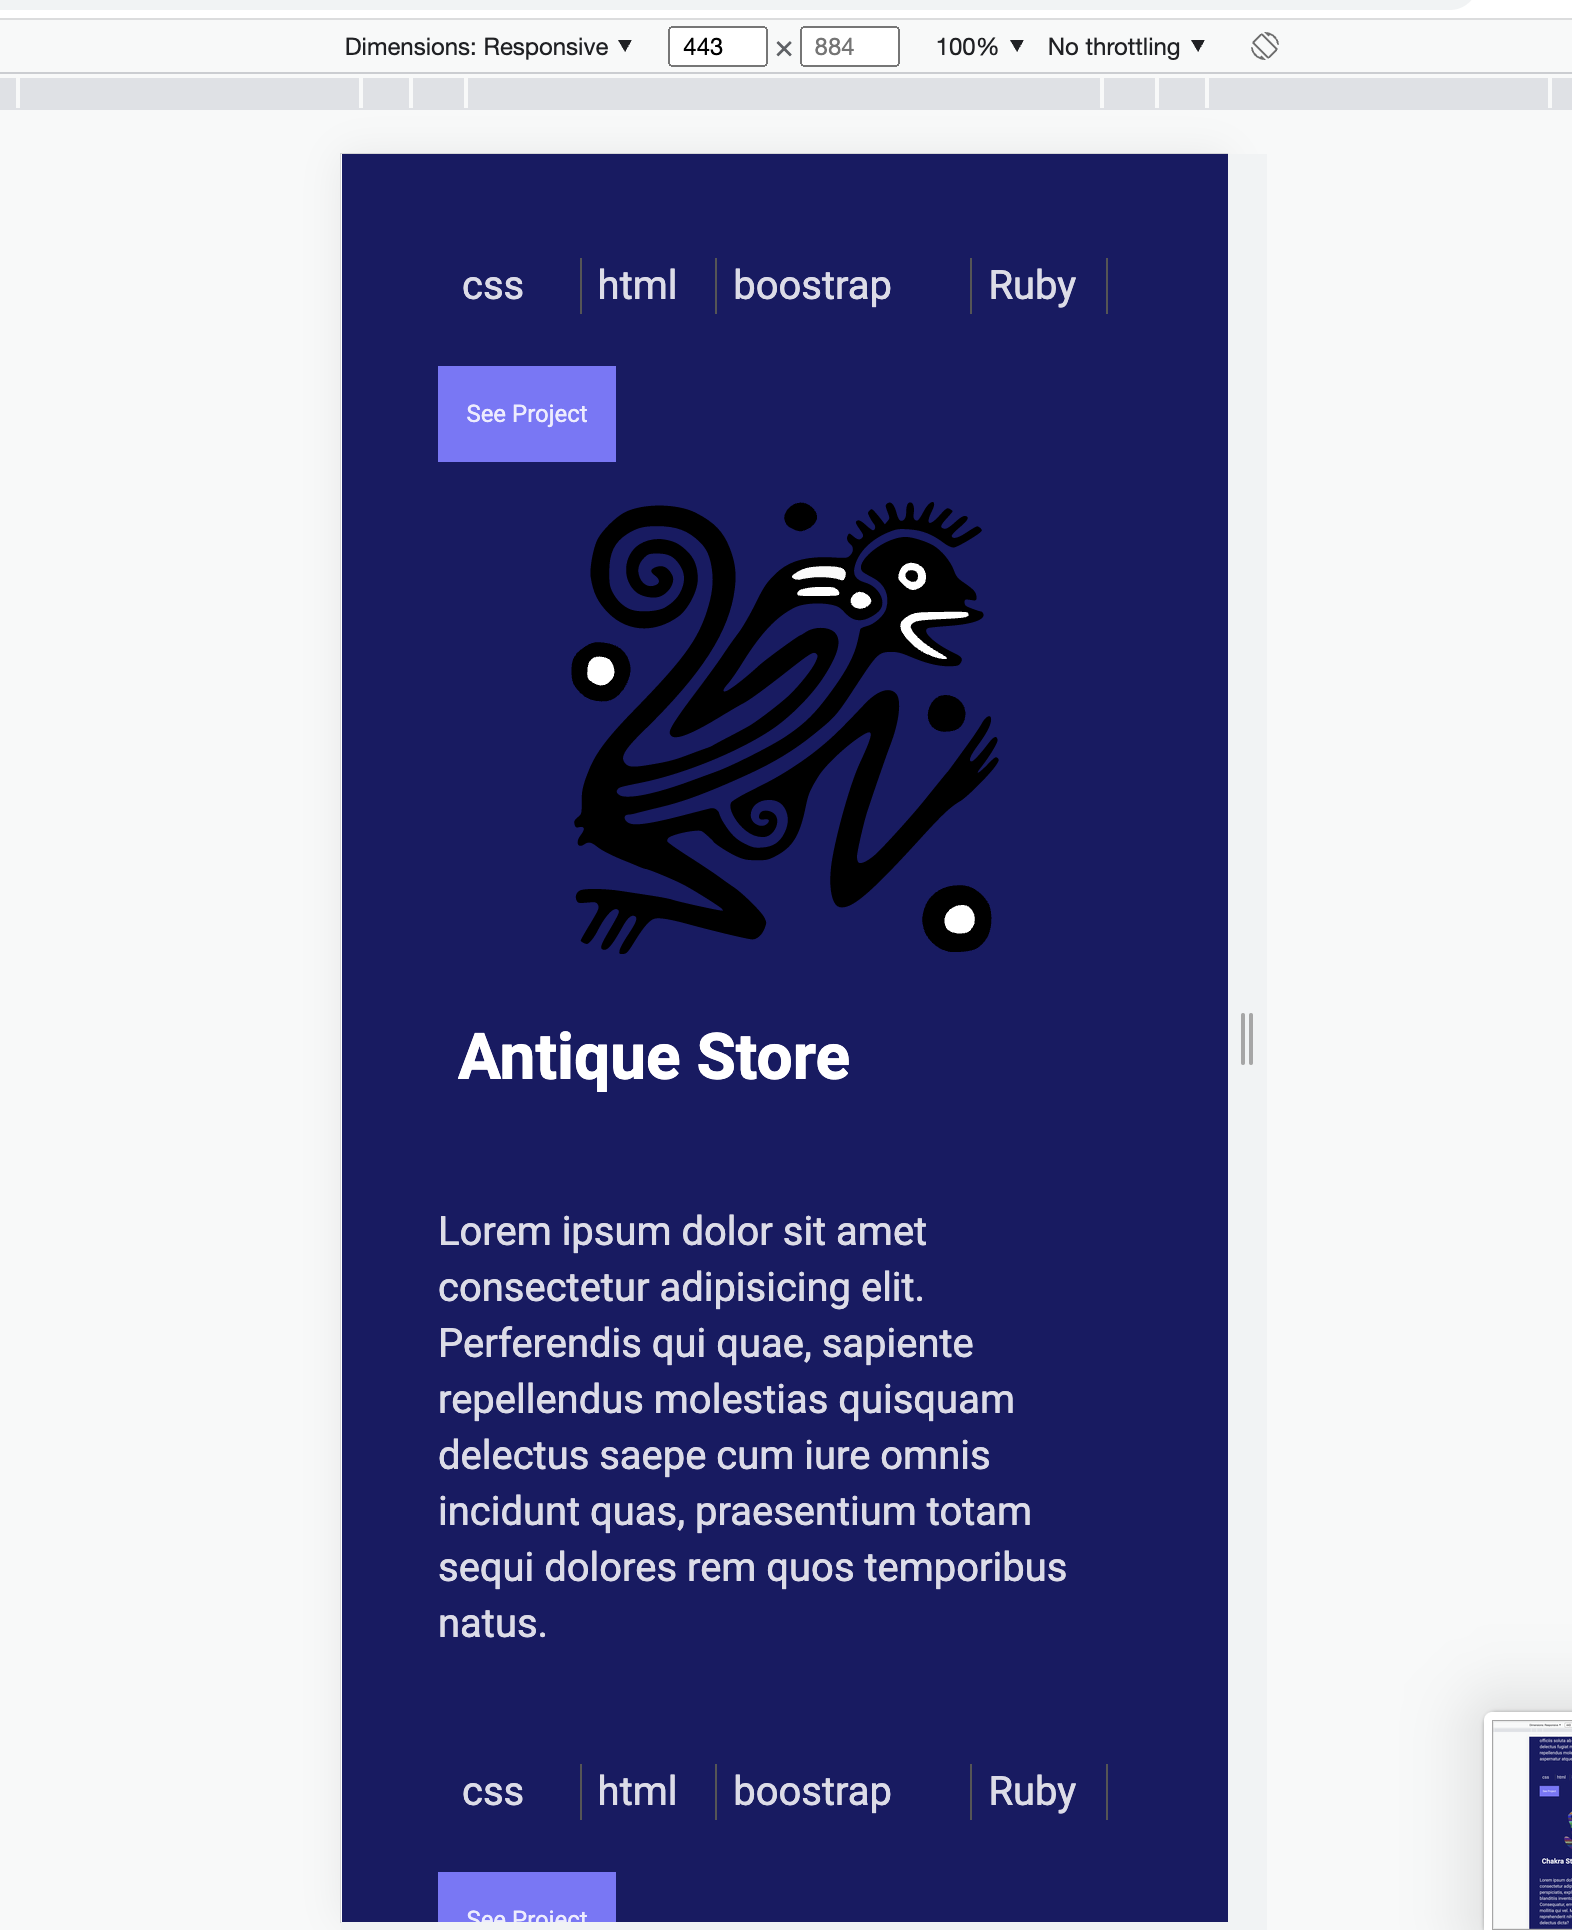 Dimensions: Responsive ▼ 443 × 884 100% ▼ No throttling ▼
css html boostrap Ruby
See Project
Antique Store
Lorem ipsum dolor sit amet
consectetur adipisicing elit.
Perferendis qui quae, sapiente
repellendus molestias quisquam
delectus saepe cum iure omnis
incidunt quas, praesentium totam
sequi dolores rem quos temporibus
natus.
css html boostrap Ruby
See Project